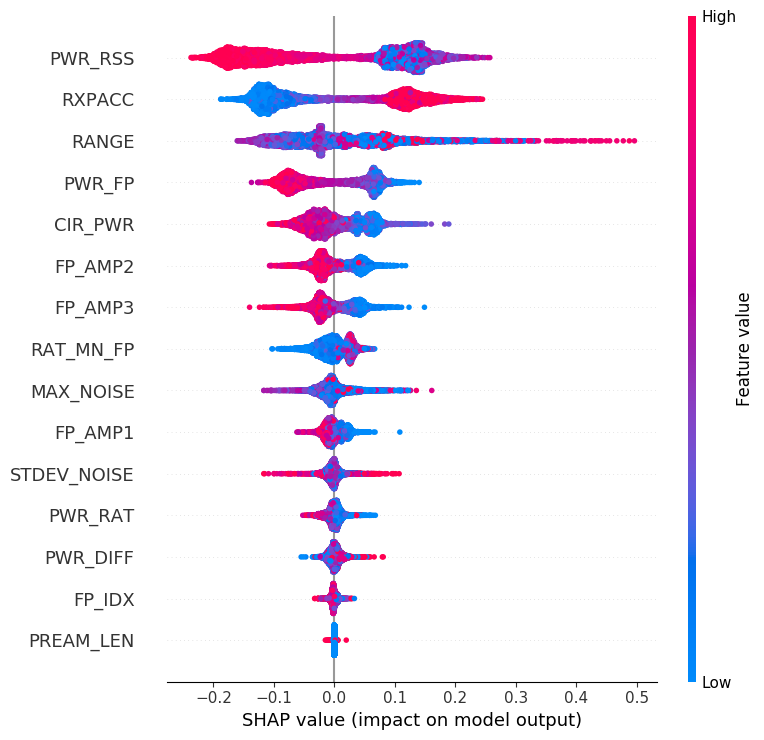 High
PWR_RSS
RXPACC
RANGE
PWR_FP
CIR_PWR
FP_AMP2
FP_AMP3
RAT_MN_FP
MAX_NOISE
FP_AMP1
STDEV_NOISE
PWR_RAT
PWR_DIFF
FP_IDX
PREAM_LEN
Feature value
Low
−0.2 −0.1 0.0 0.1 0.2 0.3 0.4 0.5
SHAP value (impact on model output)